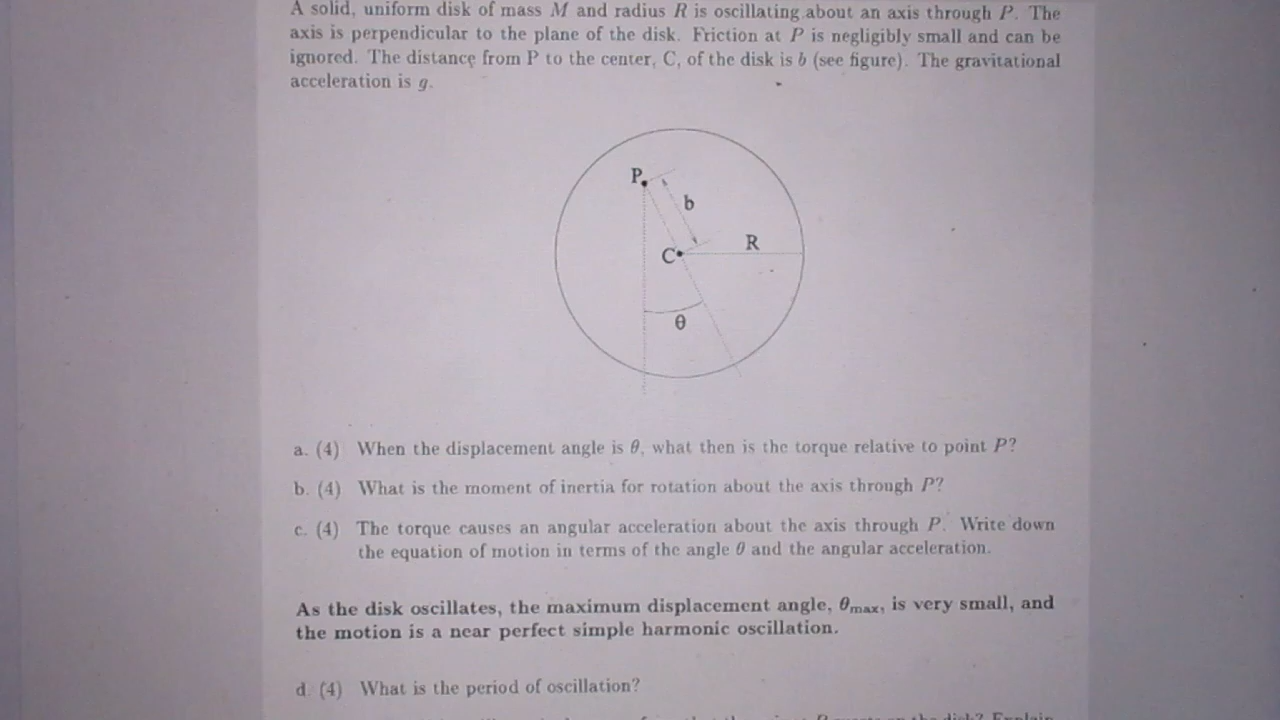 A solid, uniform disk of mass M and radius R is oscillating about an axis through P. The
axis is perpendicular to the plane of the disk. Friction at P is negligibly small and can be
ignored. The distance from P to the center, C, of the disk is b (see figure). The gravitational
acceleration is g.
P
b
C
R
θ
a. (4) When the displacement angle is θ, what then is the torque relative to point P?
b. (4) What is the moment of inertia for rotation about the axis through P?
c. (4) The torque causes an angular acceleration about the axis through P. Write down
the equation of motion in terms of the angle θ and the angular acceleration.
As the disk oscillates, the maximum displacement angle, θmax, is very small, and
the motion is a near perfect simple harmonic oscillation.
d. (4) What is the period of oscillation?
the disk? Explain